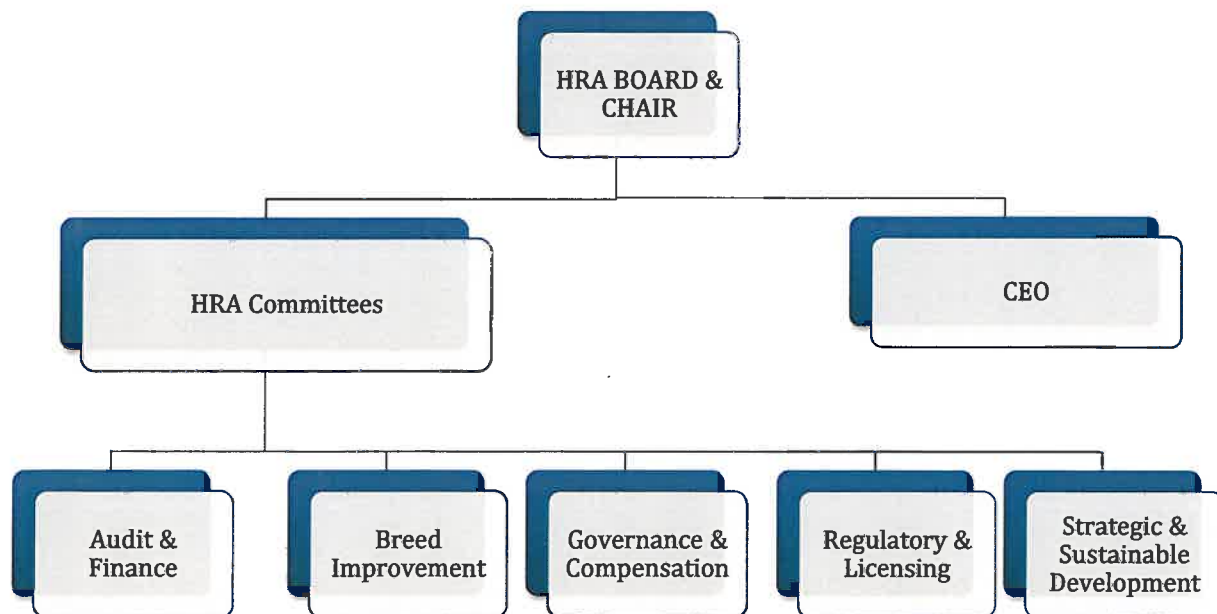 HRA BOARD &
CHAIR
HRA Committees
CEO
Audit &
Finance
Breed
Improvement
Governance &
Compensation
Regulatory &
Licensing
Strategic &
Sustainable
Development